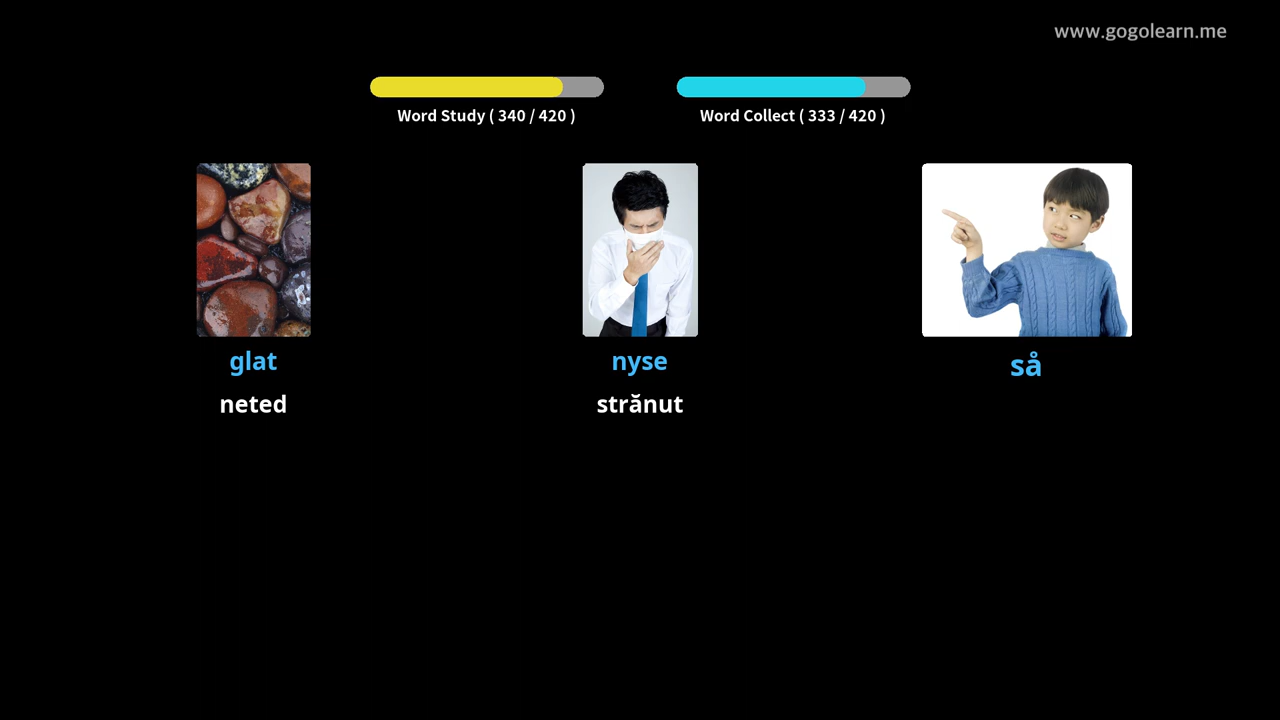 www.gogolearn.me
Word Study ( 340 / 420 )
Word Collect ( 333 / 420 )
glat
nyse
så
neted
strănut